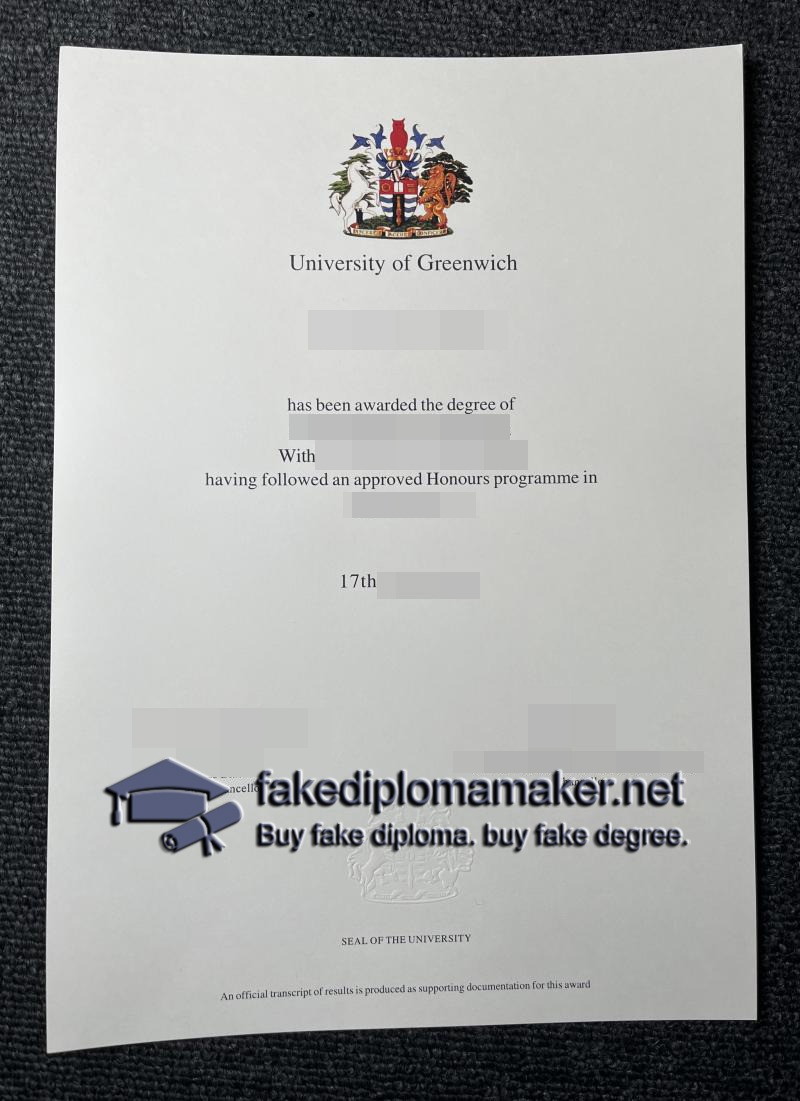 University of Greenwich
has been awarded the degree of
With
having followed an approved Honours programme in
17th
fakediplomamaker.net
Buy fake diploma. buy fake degree.
SEAL OF THE UNIVERSITY
An official transcript of results is produced as supporting documentation for this award